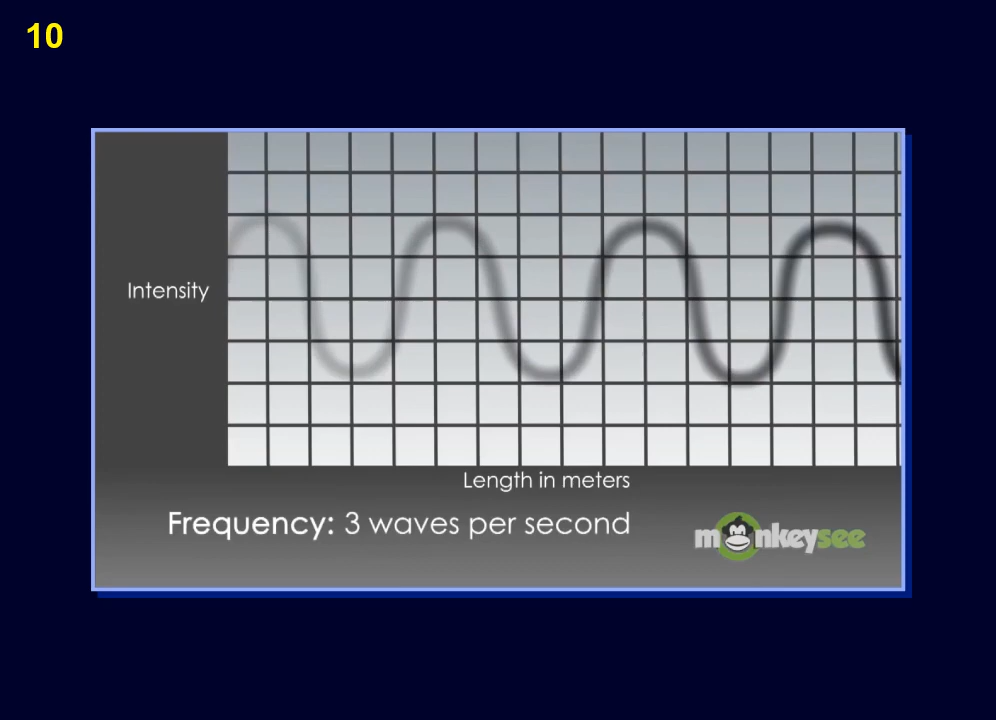 10
Intensity
Length in meters
Frequency: 3 waves per second
monkeysee